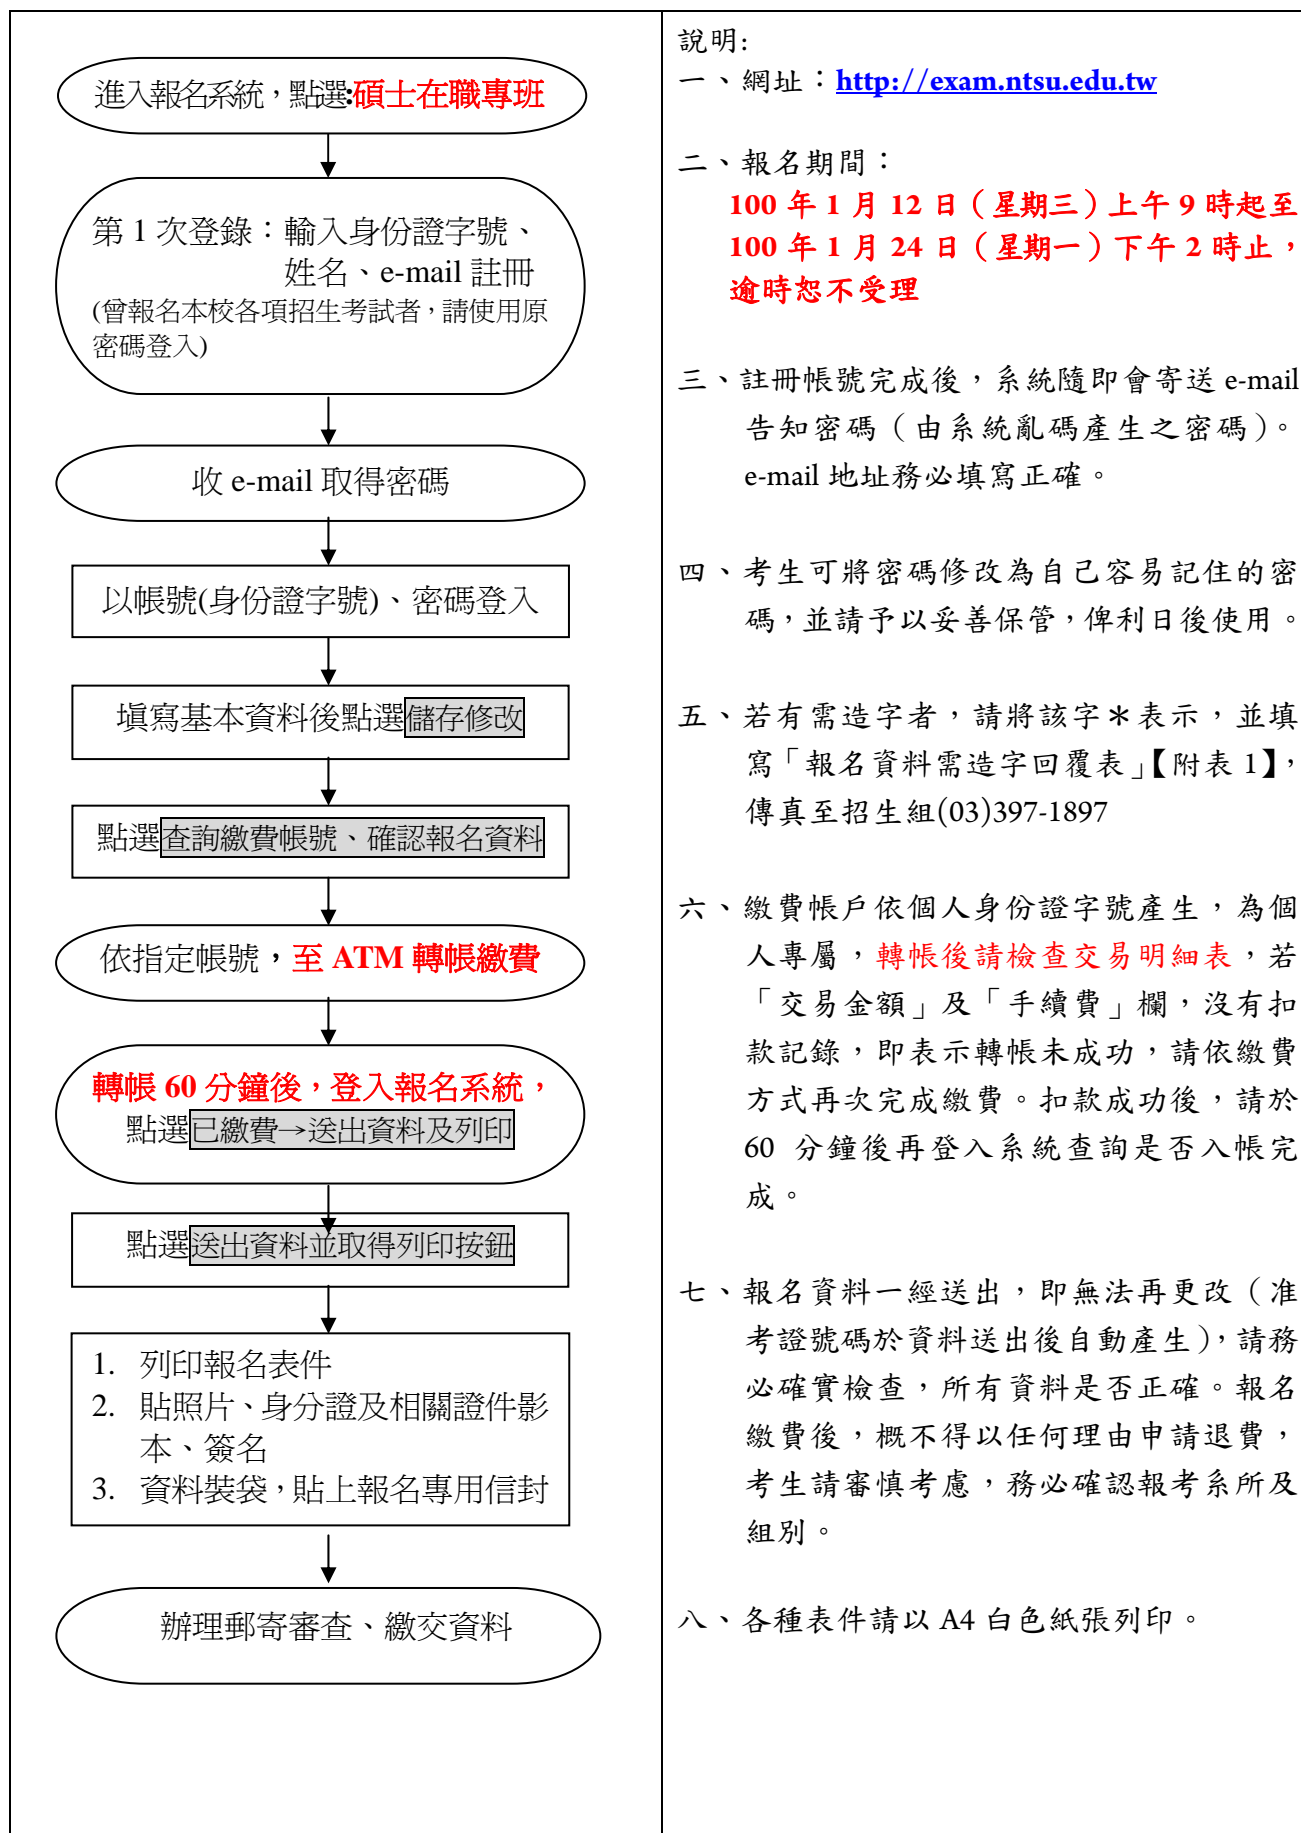 進入報名系統，點選:碩士在職專班
第 1 次登錄：輸入身份證字號、
姓名、e-mail 註冊
(曾報名本校各項招生考試者，請使用原
密碼登入)
收 e-mail 取得密碼
以帳號(身份證字號)、密碼登入
填寫基本資料後點選儲存修改
點選查詢繳費帳號、確認報名資料
依指定帳號，至 ATM 轉帳繳費
轉帳 60 分鐘後，登入報名系統，
點選已繳費→送出資料及列印
點選送出資料並取得列印按鈕
1. 列印報名表件
2. 貼照片、身分證及相關證件影
本、簽名
3. 資料裝袋，貼上報名專用信封
辦理郵寄審查、繳交資料
說明:
一、網址：http://exam.ntsu.edu.tw
二、報名期間：
100 年 1 月 12 日（星期三）上午 9 時起至
100 年 1 月 24 日（星期一）下午 2 時止，
逾時恕不受理
三、註冊帳號完成後，系統隨即會寄送 e-mail
告知密碼（由系統亂碼產生之密碼）。
e-mail 地址務必填寫正確。
四、考生可將密碼修改為自己容易記住的密
碼，並請予以妥善保管，俾利日後使用。
五、若有需造字者，請將該字＊表示，並填
寫「報名資料需造字回覆表」【附表 1】，
傳真至招生組(03)397-1897
六、繳費帳戶依個人身份證字號產生，為個
人專屬，轉帳後請檢查交易明細表，若
「交易金額」及「手續費」欄，沒有扣
款記錄，即表示轉帳未成功，請依繳費
方式再次完成繳費。扣款成功後，請於
60 分鐘後再登入系統查詢是否入帳完
成。
七、報名資料一經送出，即無法再更改（准
考證號碼於資料送出後自動產生），請務
必確實檢查，所有資料是否正確。報名
繳費後，概不得以任何理由申請退費，
考生請審慎考慮，務必確認報考系所及
組別。
八、各種表件請以 A4 白色紙張列印。